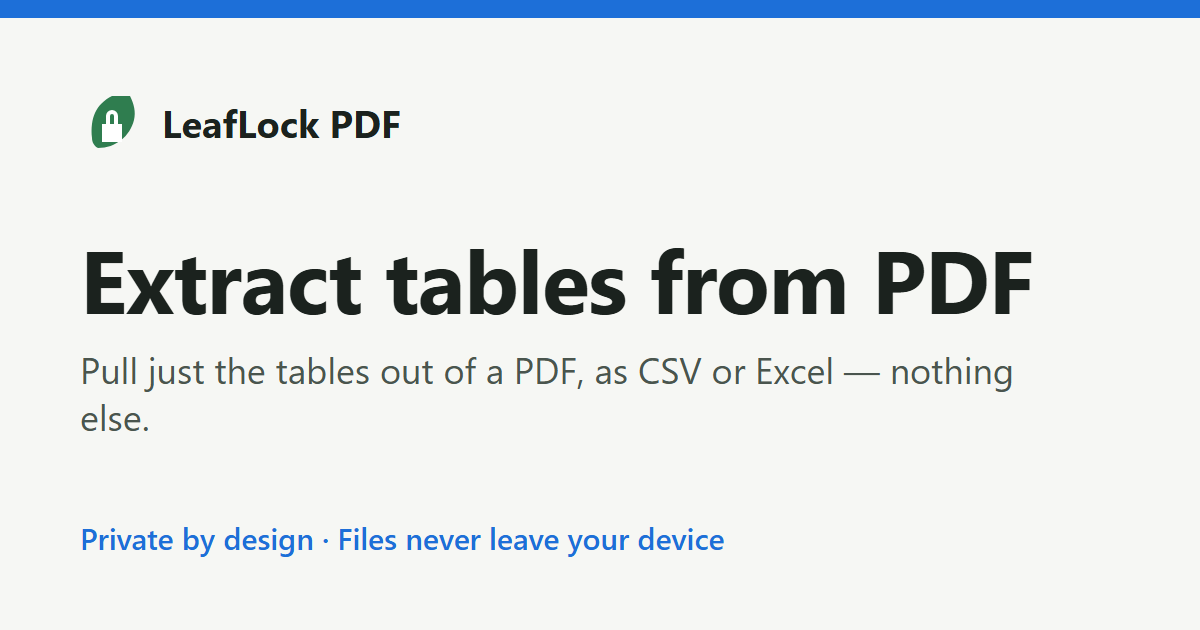 LeafLock PDF
Extract tables from PDF
Pull just the tables out of a PDF, as CSV or Excel — nothing
else.
Private by design · Files never leave your device